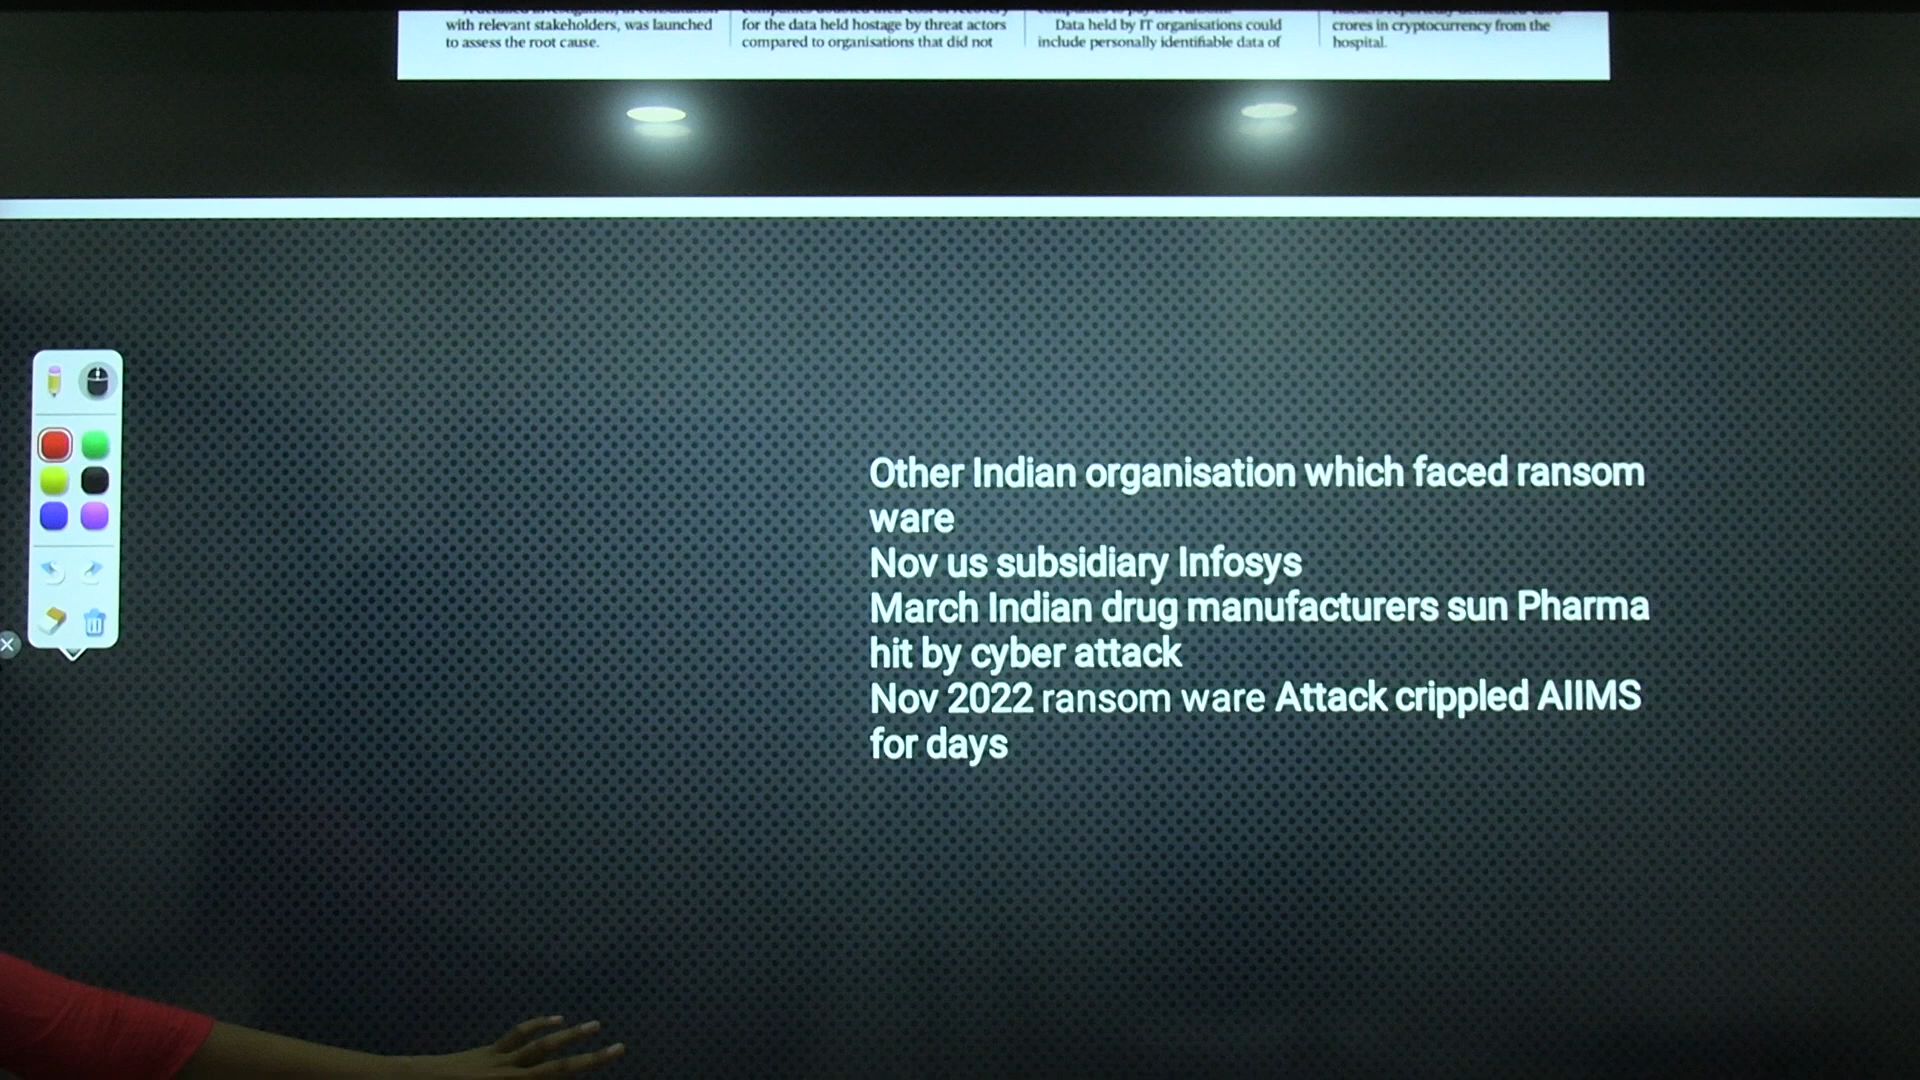 with relevant stakeholders, was launched
to assess the root cause.
for the data held hostage by threat actors
compared to organisations that did not
Data held by IT organisations could
include personally identifiable data of
crores in cryptocurrency from the
hospital.
Other Indian organisation which faced ransom
ware
Nov us subsidiary Infosys
March Indian drug manufacturers sun Pharma
hit by cyber attack
Nov 2022 ransom ware Attack crippled AIIMS
for days